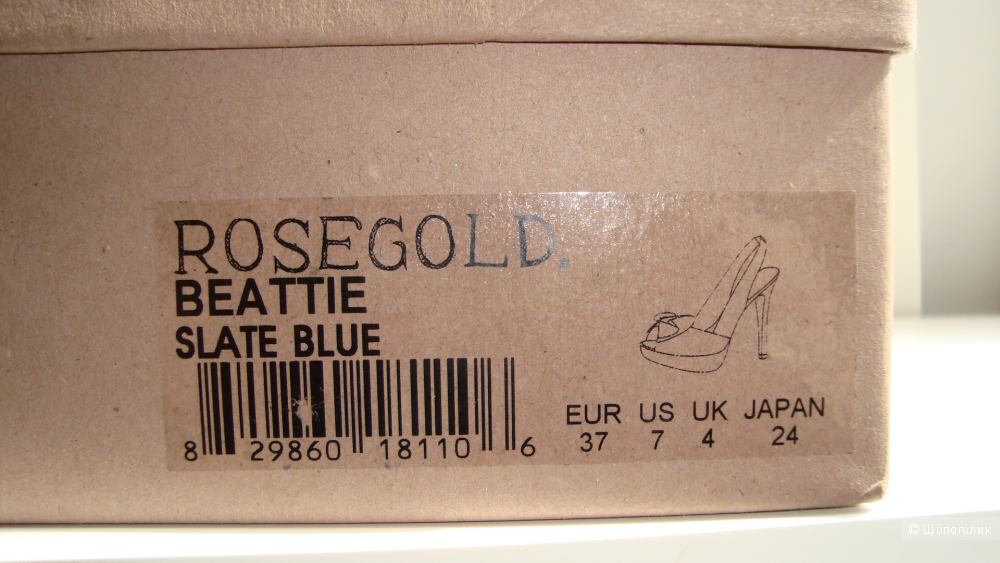 ROSEGOLD.
BEATTIE
SLATE BLUE
8 29860 18110 6
EUR US UK JAPAN
37 7 4 24
© Шопоголик